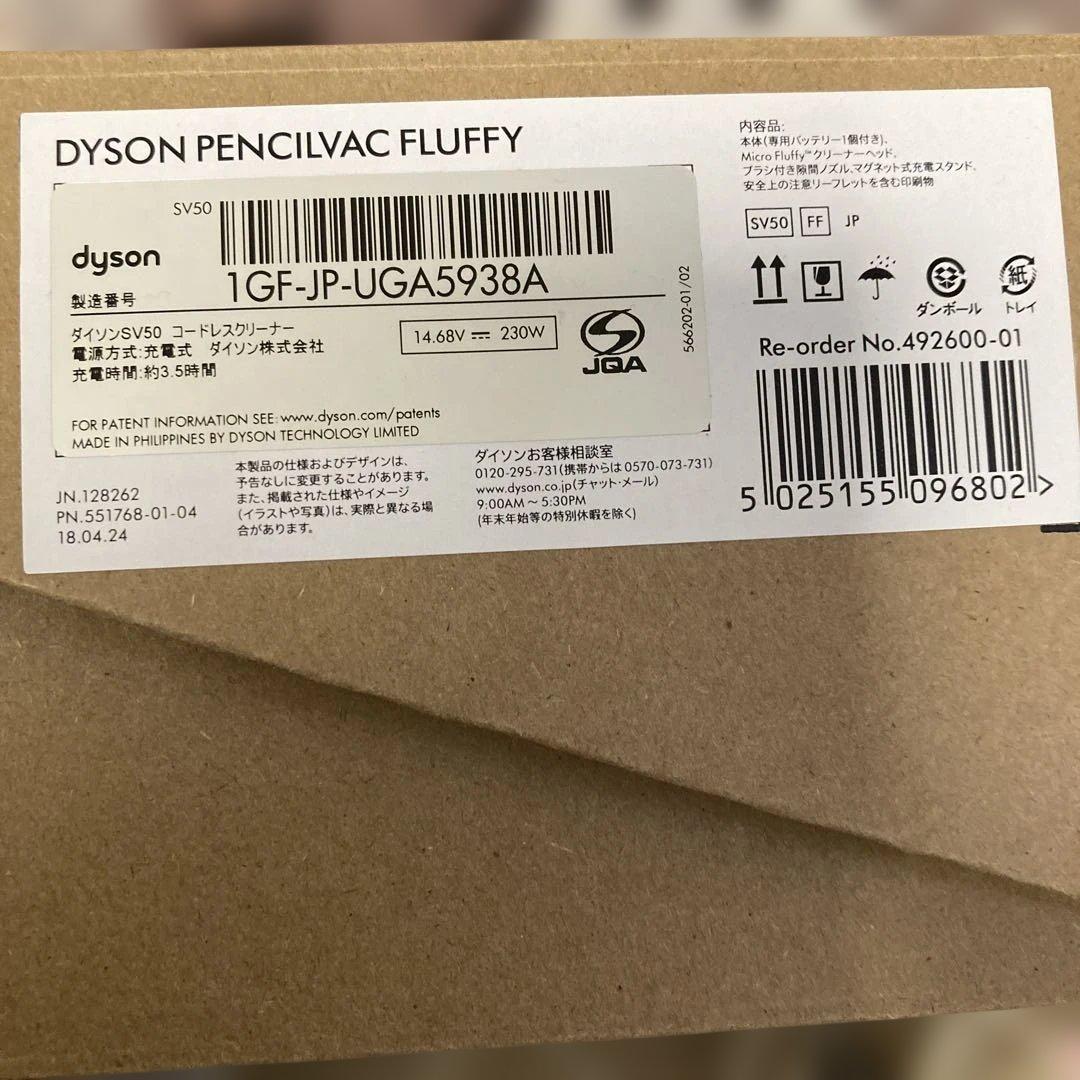 DYSON PENCILVAC FLUFFY
SV50
dyson
1GF-JP-UGA5938A
製造番号
ダイソンSV50 コードレスクリーナー
電源方式:充電式 ダイソン株式会社
充電時間:約3.5時間
14.68V ⎓ 230W
JQA
566202-01/02
FOR PATENT INFORMATION SEE: www.dyson.com/patents
MADE IN PHILIPPINES BY DYSON TECHNOLOGY LIMITED
JN.128262
PN.551768-01-04
18.04.24
本製品の仕様およびデザインは、
予告なしに変更することがあります。
また、掲載された仕様やイメージ
(イラストや写真)は、実際と異なる場
合があります。
ダイソンお客様相談室
0120-295-731(携帯からは 0570-073-731)
www.dyson.co.jp(チャット・メール)
9:00AM ~ 5:30PM
(年末年始等の特別休暇を除く)
内容品:
本体(専用バッテリー1個付き)、
Micro Fluffy™クリーナーヘッド、
ブラシ付き隙間ノズル、マグネット式充電スタンド、
安全上の注意リーフレットを含む印刷物
SV50 FF JP
紙
ダンボール トレイ
Re-order No.492600-01
5 025155 096802 >